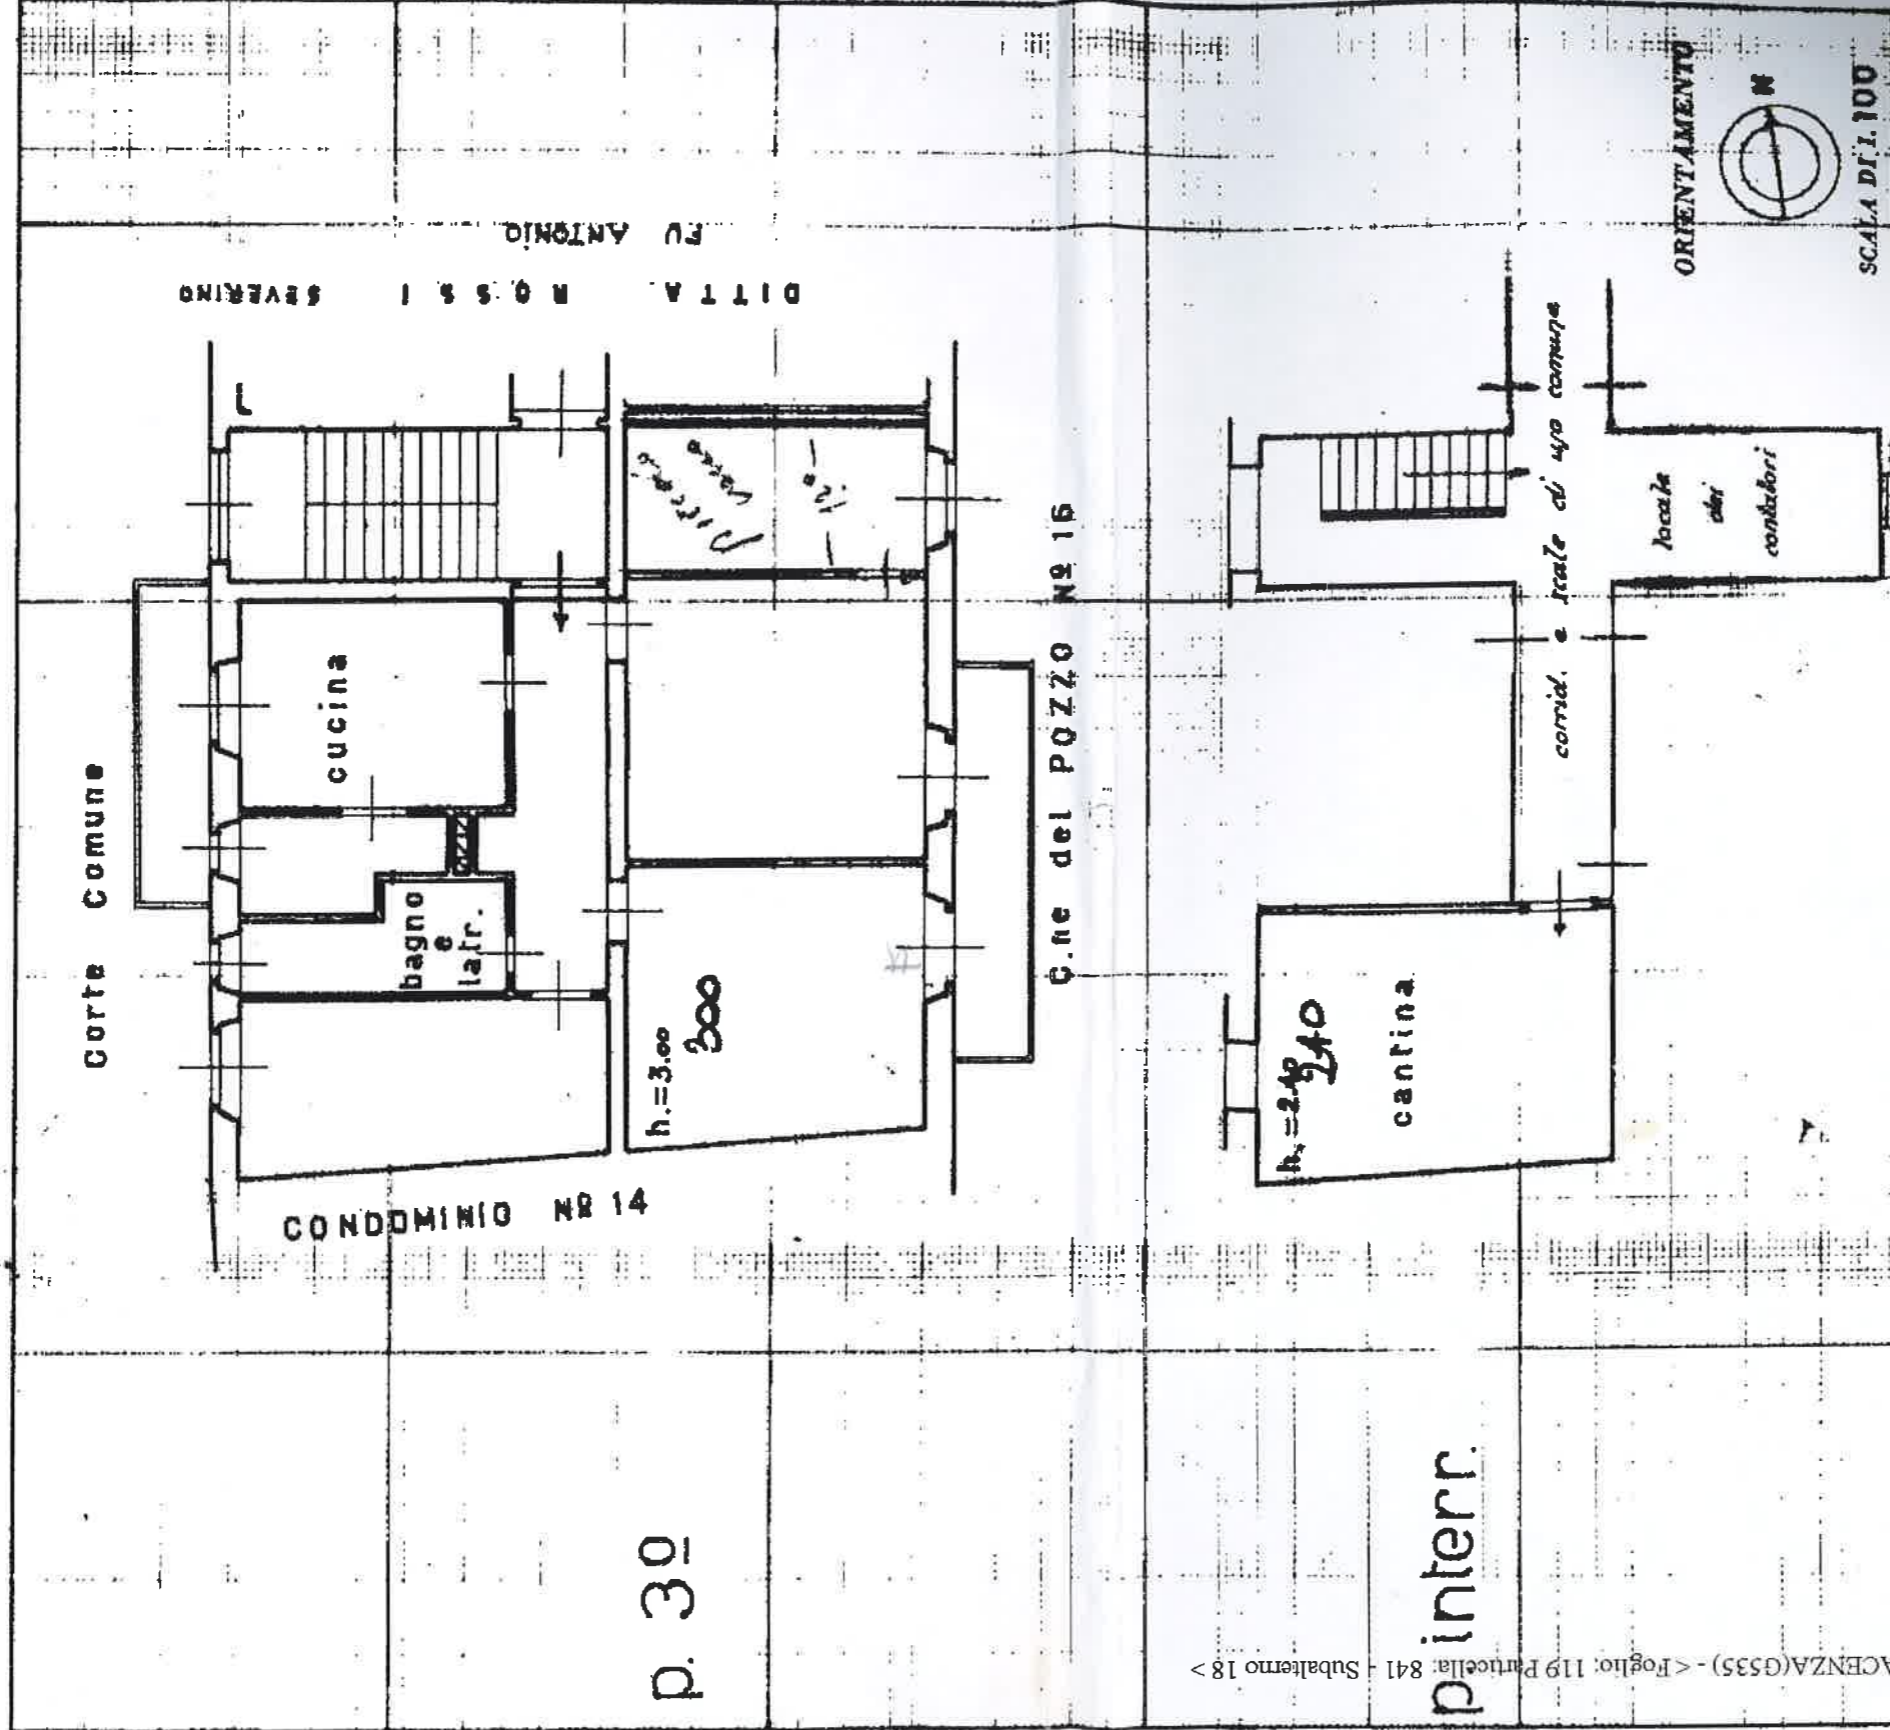 ORIENTAMENTO
N
SCALA DI 1:100
FU ANTONIO
DITTA ROSSI SEVERINO
Corte Comune
cucina
bagno
e
latr.
h.=3.00
300
C.ne del POZZO Nº 16
CONDOMINIO Nº 14
p. 3º
corrid. e scale di uso comune
locale
dei
contatori
h.=2.40
240
cantina
p interr.
ACENZA(G535) - < Foglio: 119 Particella: 841 - Subalterno 18 >